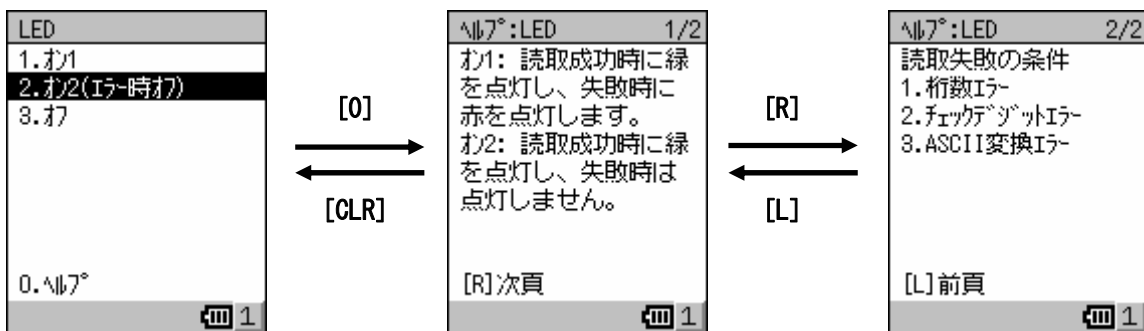 LED
1.ｵﾝ1
2.ｵﾝ2(ｴﾗｰ時ｵﾌ)
3.ｵﾌ
0.ﾍﾙﾌﾟ
1
[0]
[CLR]
ﾍﾙﾌﾟ:LED 1/2
ｵﾝ1: 読取成功時に縁
を点灯し、失敗時に
赤を点灯します。
ｵﾝ2: 読取成功時に縁
を点灯し、失敗時は
点灯しません。
[R]次頁
1
[R]
[L]
ﾍﾙﾌﾟ:LED 2/2
読取失敗の条件
1.桁数ｴﾗｰ
2.ﾁｪｯｸﾃﾞｼﾞｯﾄｴﾗｰ
3.ASCII変換ｴﾗｰ
[L]前頁
1